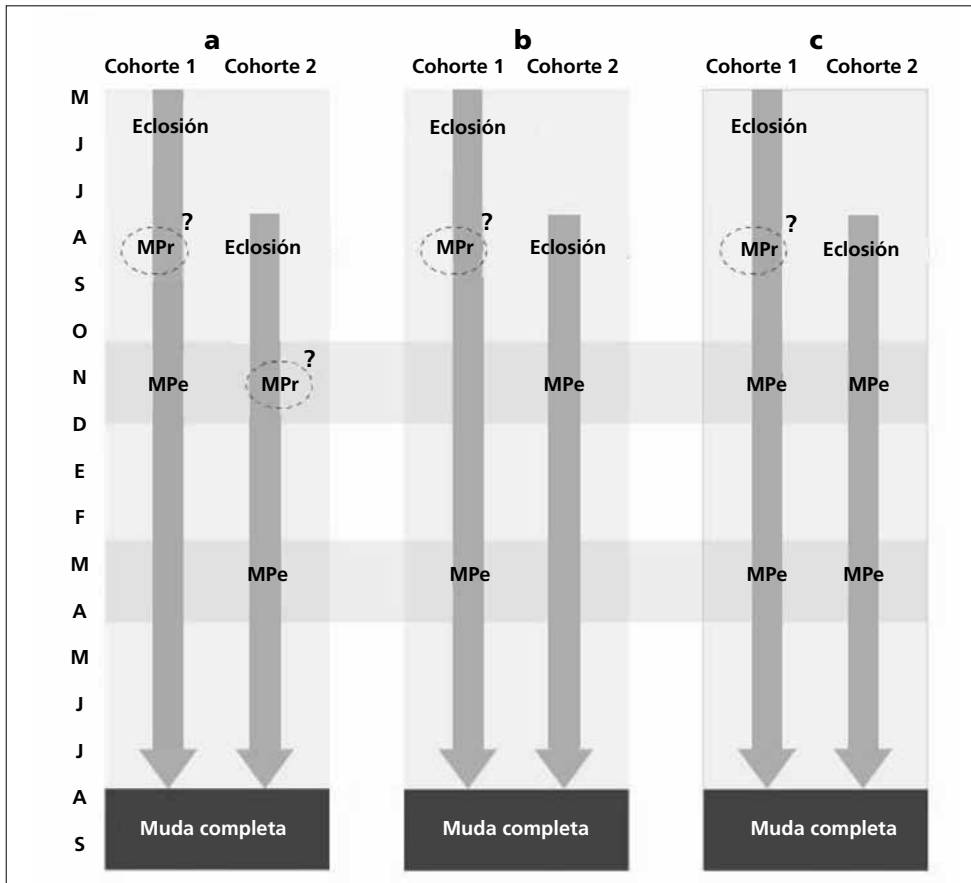 a b c
Cohorte 1 Cohorte 2 Cohorte 1 Cohorte 2 Cohorte 1 Cohorte 2
M
Eclosión Eclosión Eclosión
J
J
? ? ?
A
MPr Eclosión MPr Eclosión MPr Eclosión
S
O
?
N MPe MPr MPe MPe MPe
D
E
F
M
MPe MPe MPe MPe
A
M
J
J
A
Muda completa Muda completa Muda completa
S